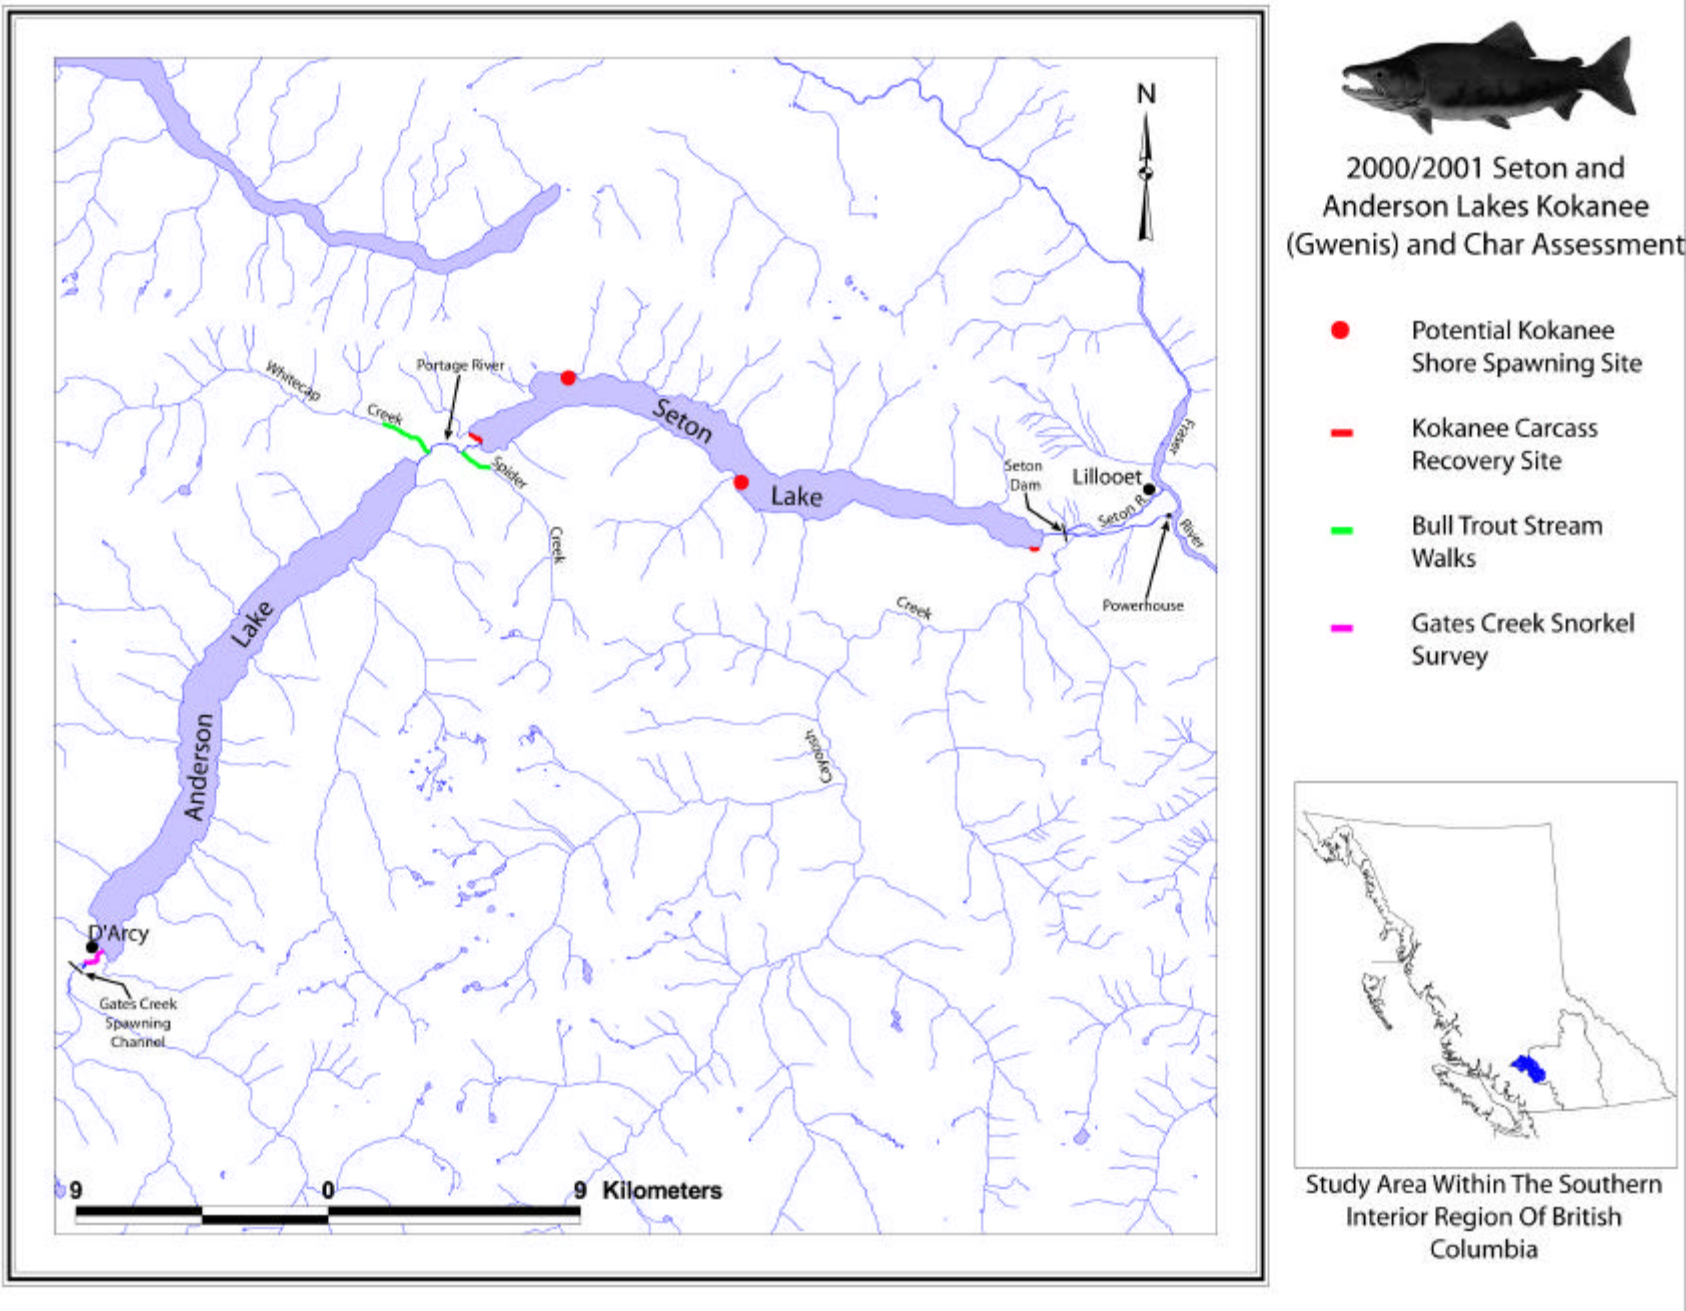 N
2000/2001 Seton and
Anderson Lakes Kokanee
(Gwenis) and Char Assessment
Potential Kokanee
Shore Spawning Site
Kokanee Carcass
Recovery Site
Bull Trout Stream
Walks
Gates Creek Snorkel
Survey
Whitecap
Creek
Portage River
Seton
Lake
Spider
Creek
Seton
Dam
Lillooet
Seton R.
Fraser
River
Powerhouse
Creek
Cayoosh
Lake
Anderson
D'Arcy
Gates Creek
Spawning
Channel
9 0 9 Kilometers
Study Area Within The Southern
Interior Region Of British
Columbia